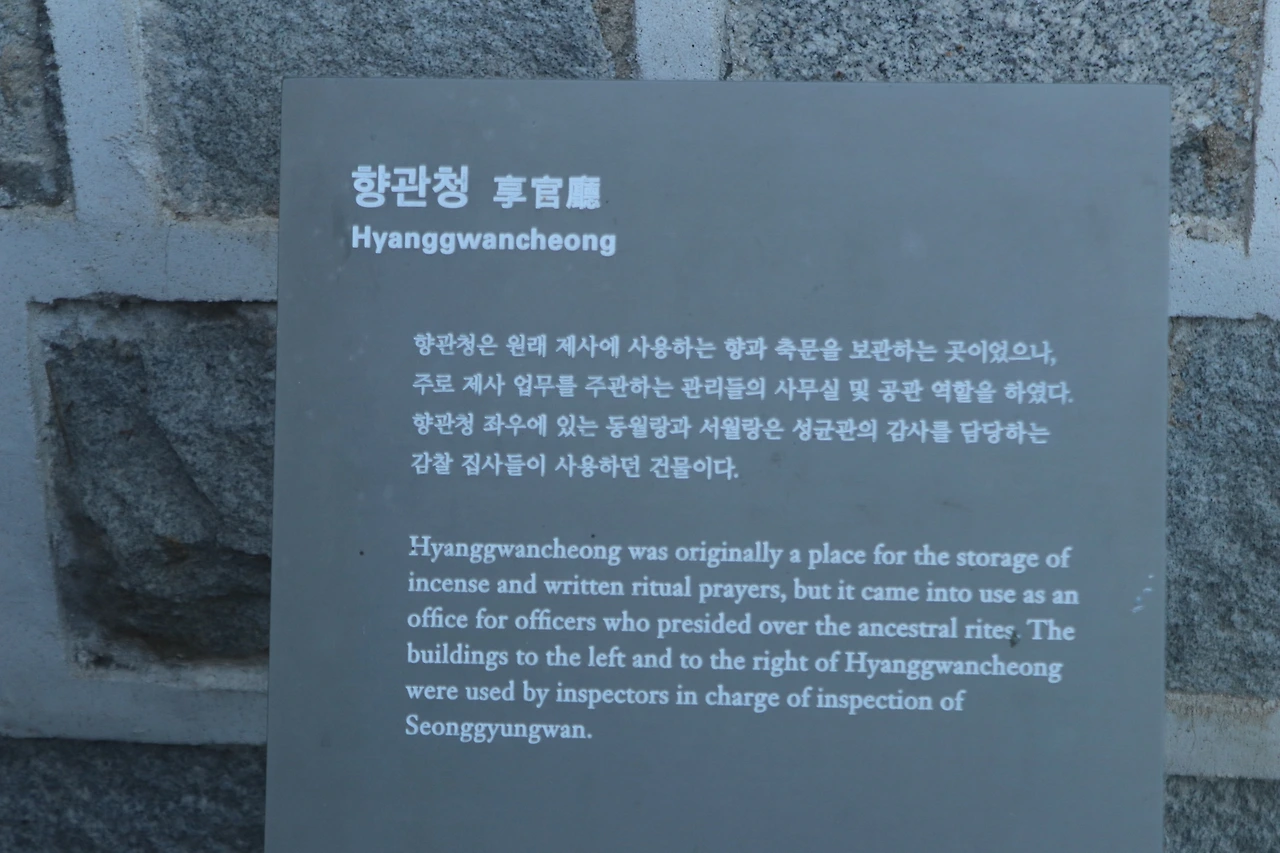 향관청 享官廳
Hyanggwancheong
향관청은 원래 제사에 사용하는 향과 축문을 보관하는 곳이었으나,
주로 제사 업무를 주관하는 관리들의 사무실 및 공관 역할을 하였다.
향관청 좌우에 있는 동월랑과 서월랑은 성균관의 감사를 담당하는
감찰 집사들이 사용하던 건물이다.
Hyanggwancheong was originally a place for the storage of
incense and written ritual prayers, but it came into use as an
office for officers who presided over the ancestral rites. The
buildings to the left and to the right of Hyanggwancheong
were used by inspectors in charge of inspection of
Seonggyungwan.